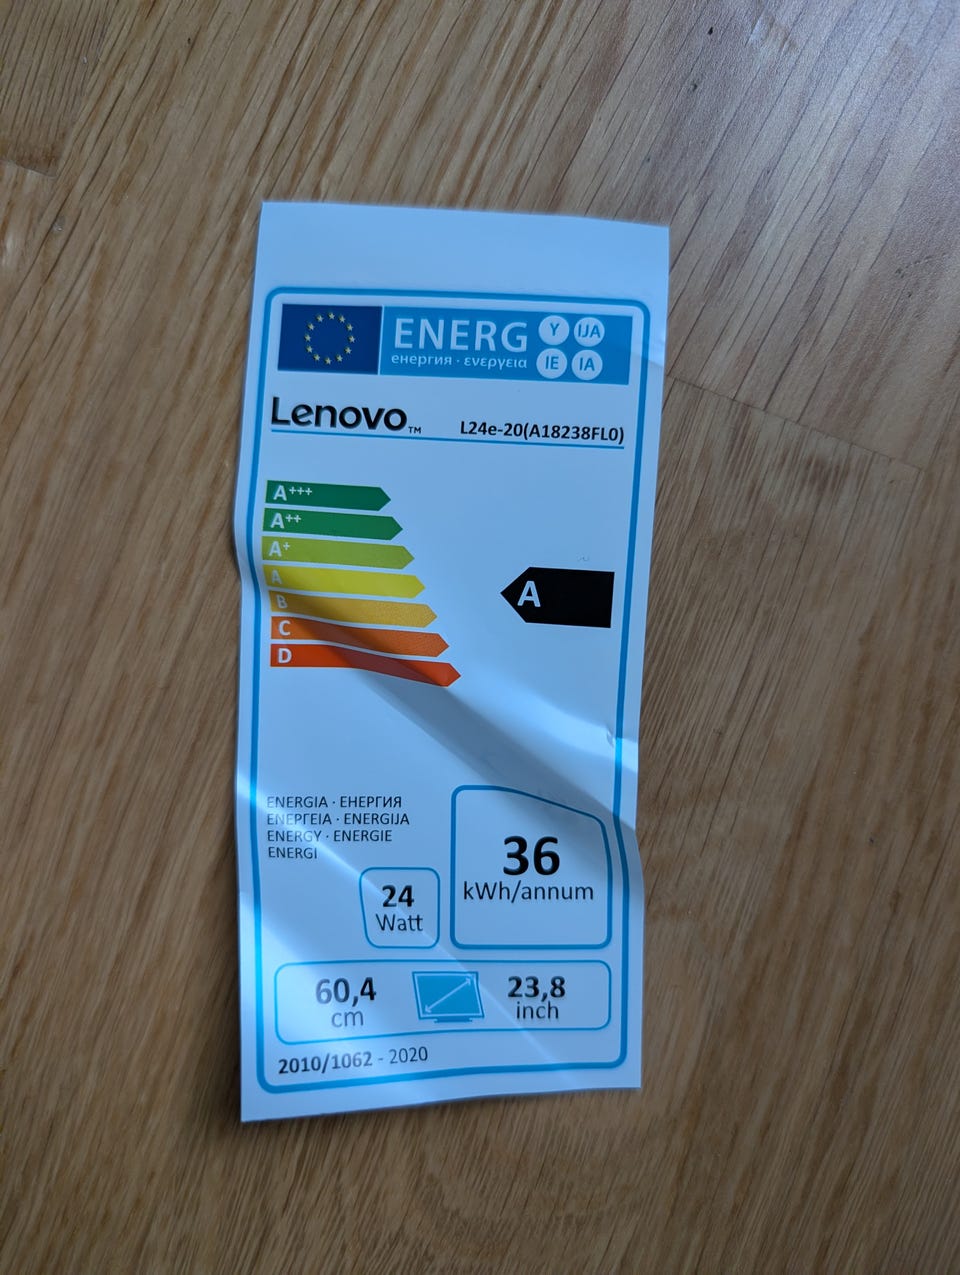 ENERG Y IJA
енергия · ενεργεια IE IA
Lenovo™ L24e-20(A18238FL0)
A+++
A++
A+
A
B
C
D
A
ENERGIA · ЕНЕРГИЯ
ΕΝΕΡΓΕΙΑ · ENERGIJA
ENERGY · ENERGIE
ENERGI
36
kWh/annum
24
Watt
60,4
cm
23,8
inch
2010/1062 - 2020